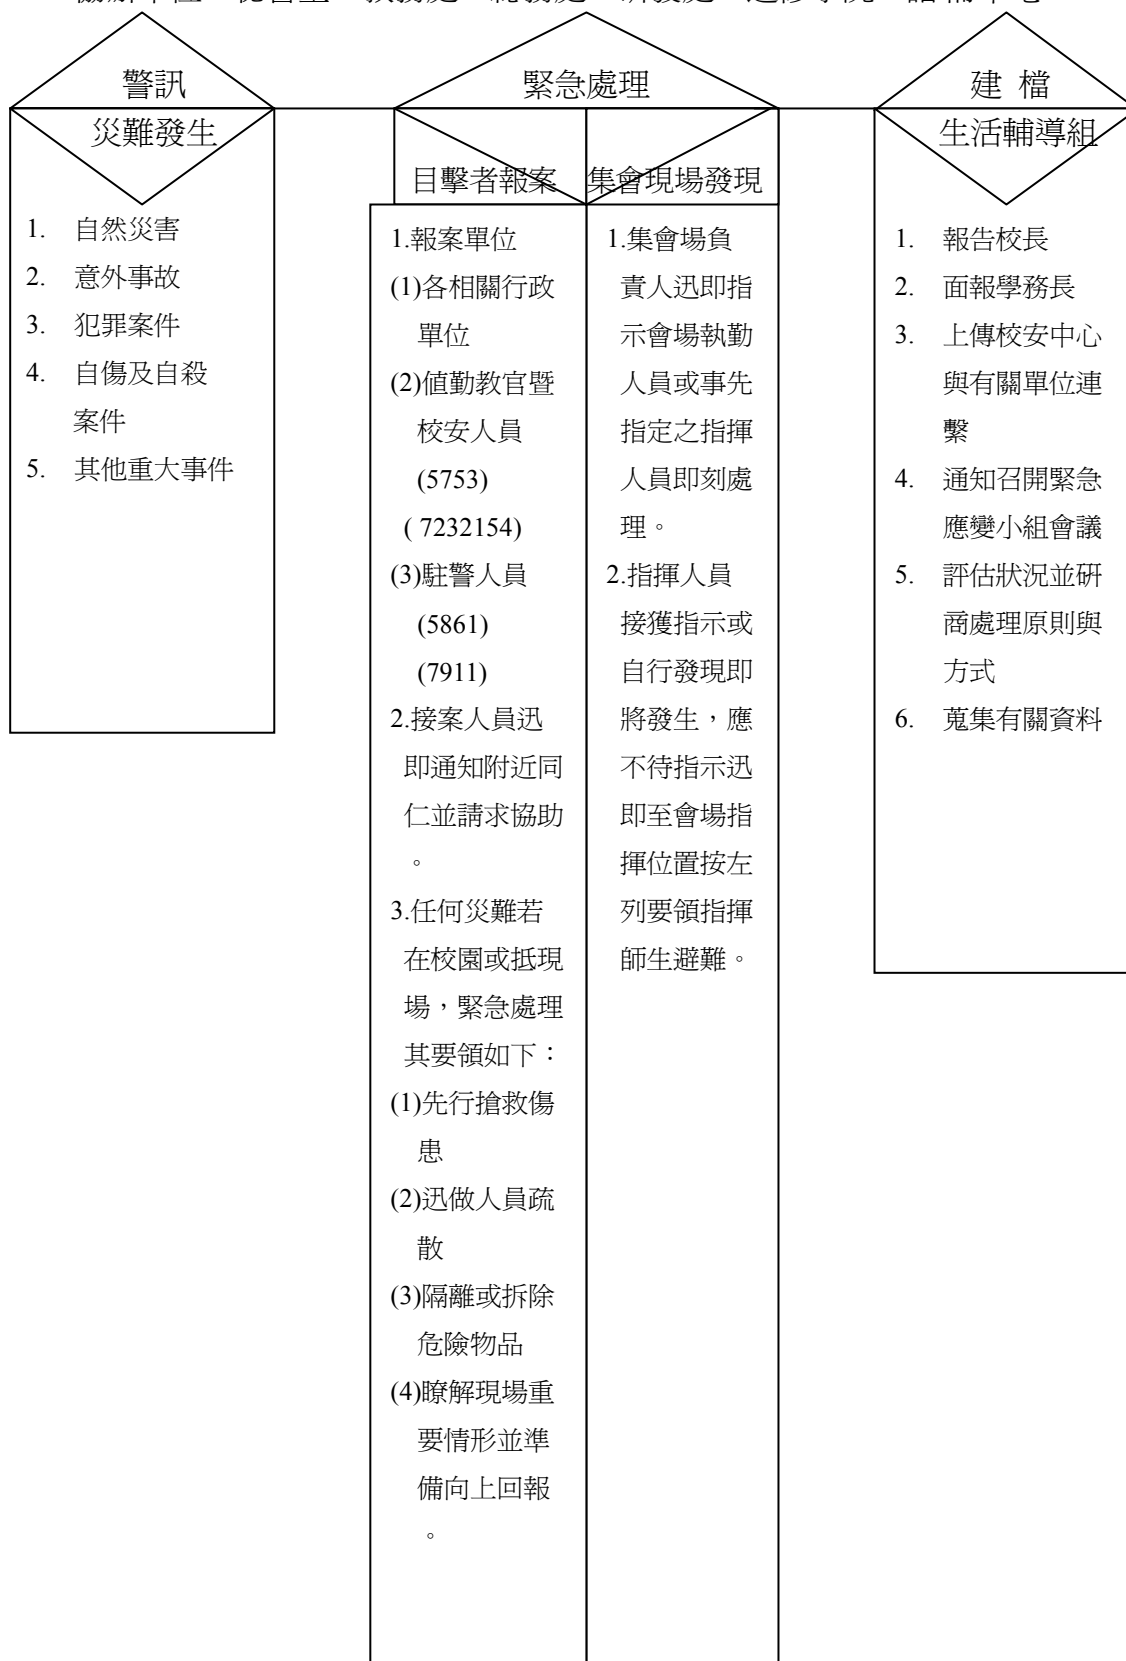 警訊
災難發生
1. 自然災害
2. 意外事故
3. 犯罪案件
4. 自傷及自殺
案件
5. 其他重大事件
緊急處理
目擊者報案
1.報案單位
(1)各相關行政
單位
(2)值勤教官暨
校安人員
(5753)
( 7232154)
(3)駐警人員
(5861)
(7911)
2.接案人員迅
即通知附近同
仁並請求協助
。
3.任何災難若
在校園或抵現
場，緊急處理
其要領如下：
(1)先行搶救傷
患
(2)迅做人員疏
散
(3)隔離或拆除
危險物品
(4)瞭解現場重
要情形並準
備向上回報
。
集會現場發現
1.集會場負
責人迅即指
示會場執勤
人員或事先
指定之指揮
人員即刻處
理。
2.指揮人員
接獲指示或
自行發現即
將發生，應
不待指示迅
即至會場指
揮位置按左
列要領指揮
師生避難。
建 檔
生活輔導組
1. 報告校長
2. 面報學務長
3. 上傳校安中心
與有關單位連
繫
4. 通知召開緊急
應變小組會議
5. 評估狀況並研
商處理原則與
方式
6. 蒐集有關資料